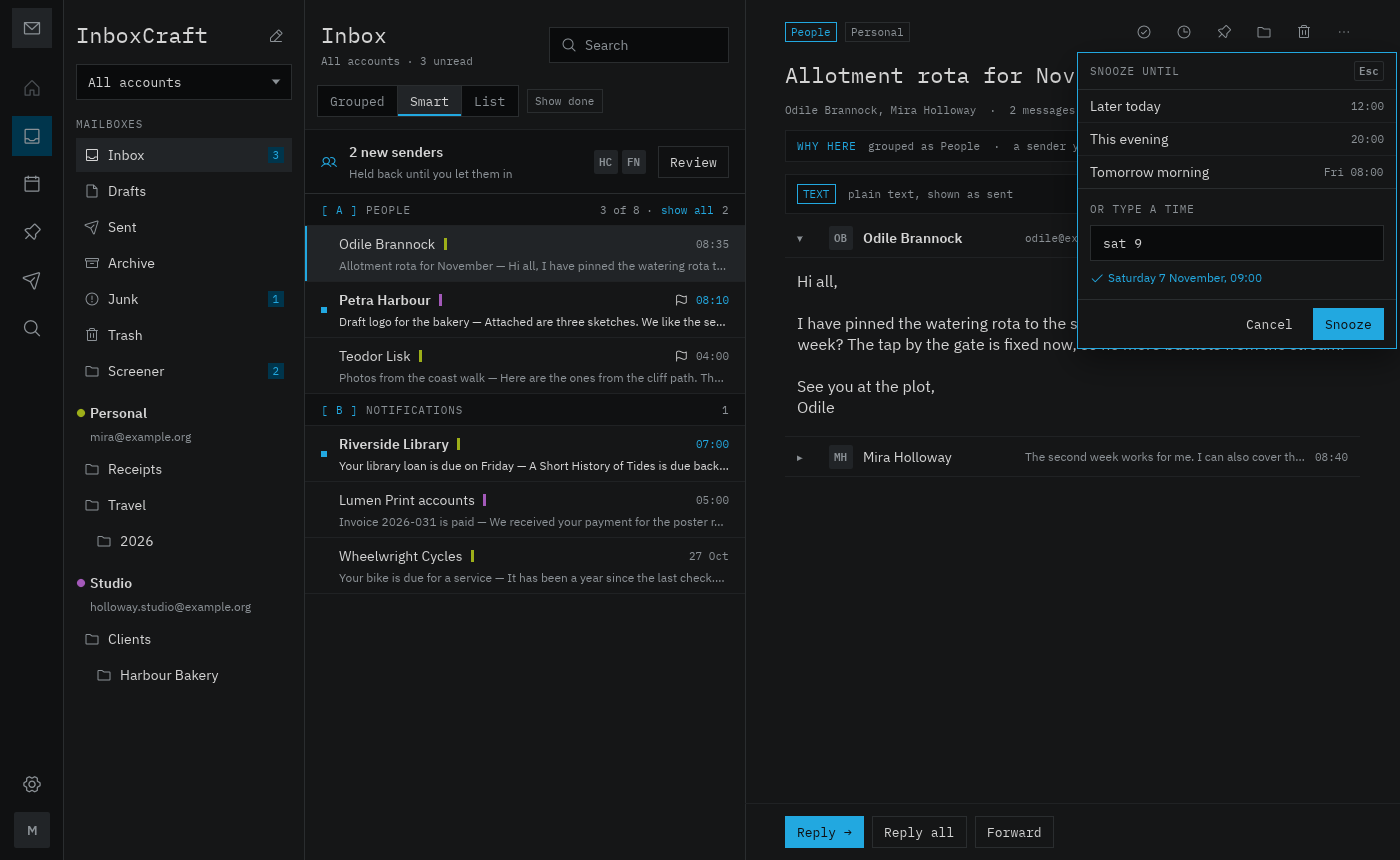 InboxCraft
All accounts
MAILBOXES
Inbox 3
Drafts
Sent
Archive
Junk 1
Trash
Screener 2
Personal
mira@example.org
Receipts
Travel
2026
Studio
holloway.studio@example.org
Clients
Harbour Bakery
M
Inbox
All accounts · 3 unread
Search
Grouped Smart List Show done
2 new senders
Held back until you let them in
HC FN Review
[ A ] PEOPLE 3 of 8 · show all 2
Odile Brannock 08:35
Allotment rota for November — Hi all, I have pinned the watering rota t…
Petra Harbour 08:10
Draft logo for the bakery — Attached are three sketches. We like the se…
Teodor Lisk 04:00
Photos from the coast walk — Here are the ones from the cliff path. Th…
[ B ] NOTIFICATIONS 1
Riverside Library 07:00
Your library loan is due on Friday — A Short History of Tides is due back…
Lumen Print accounts 05:00
Invoice 2026-031 is paid — We received your payment for the poster r…
Wheelwright Cycles 27 Oct
Your bike is due for a service — It has been a year since the last check.…
People Personal
Allotment rota for Nov
Odile Brannock, Mira Holloway · 2 messages
WHY HERE grouped as People · a sender y
TEXT plain text, shown as sent
OB Odile Brannock odile@ex
Hi all,
I have pinned the watering rota to the s
week? The tap by the gate is fixed now,
See you at the plot,
Odile
MH Mira Holloway The second week works for me. I can also cover th… 08:40
Reply → Reply all Forward
SNOOZE UNTIL Esc
Later today 12:00
This evening 20:00
Tomorrow morning Fri 08:00
OR TYPE A TIME
sat 9
Saturday 7 November, 09:00
Cancel Snooze